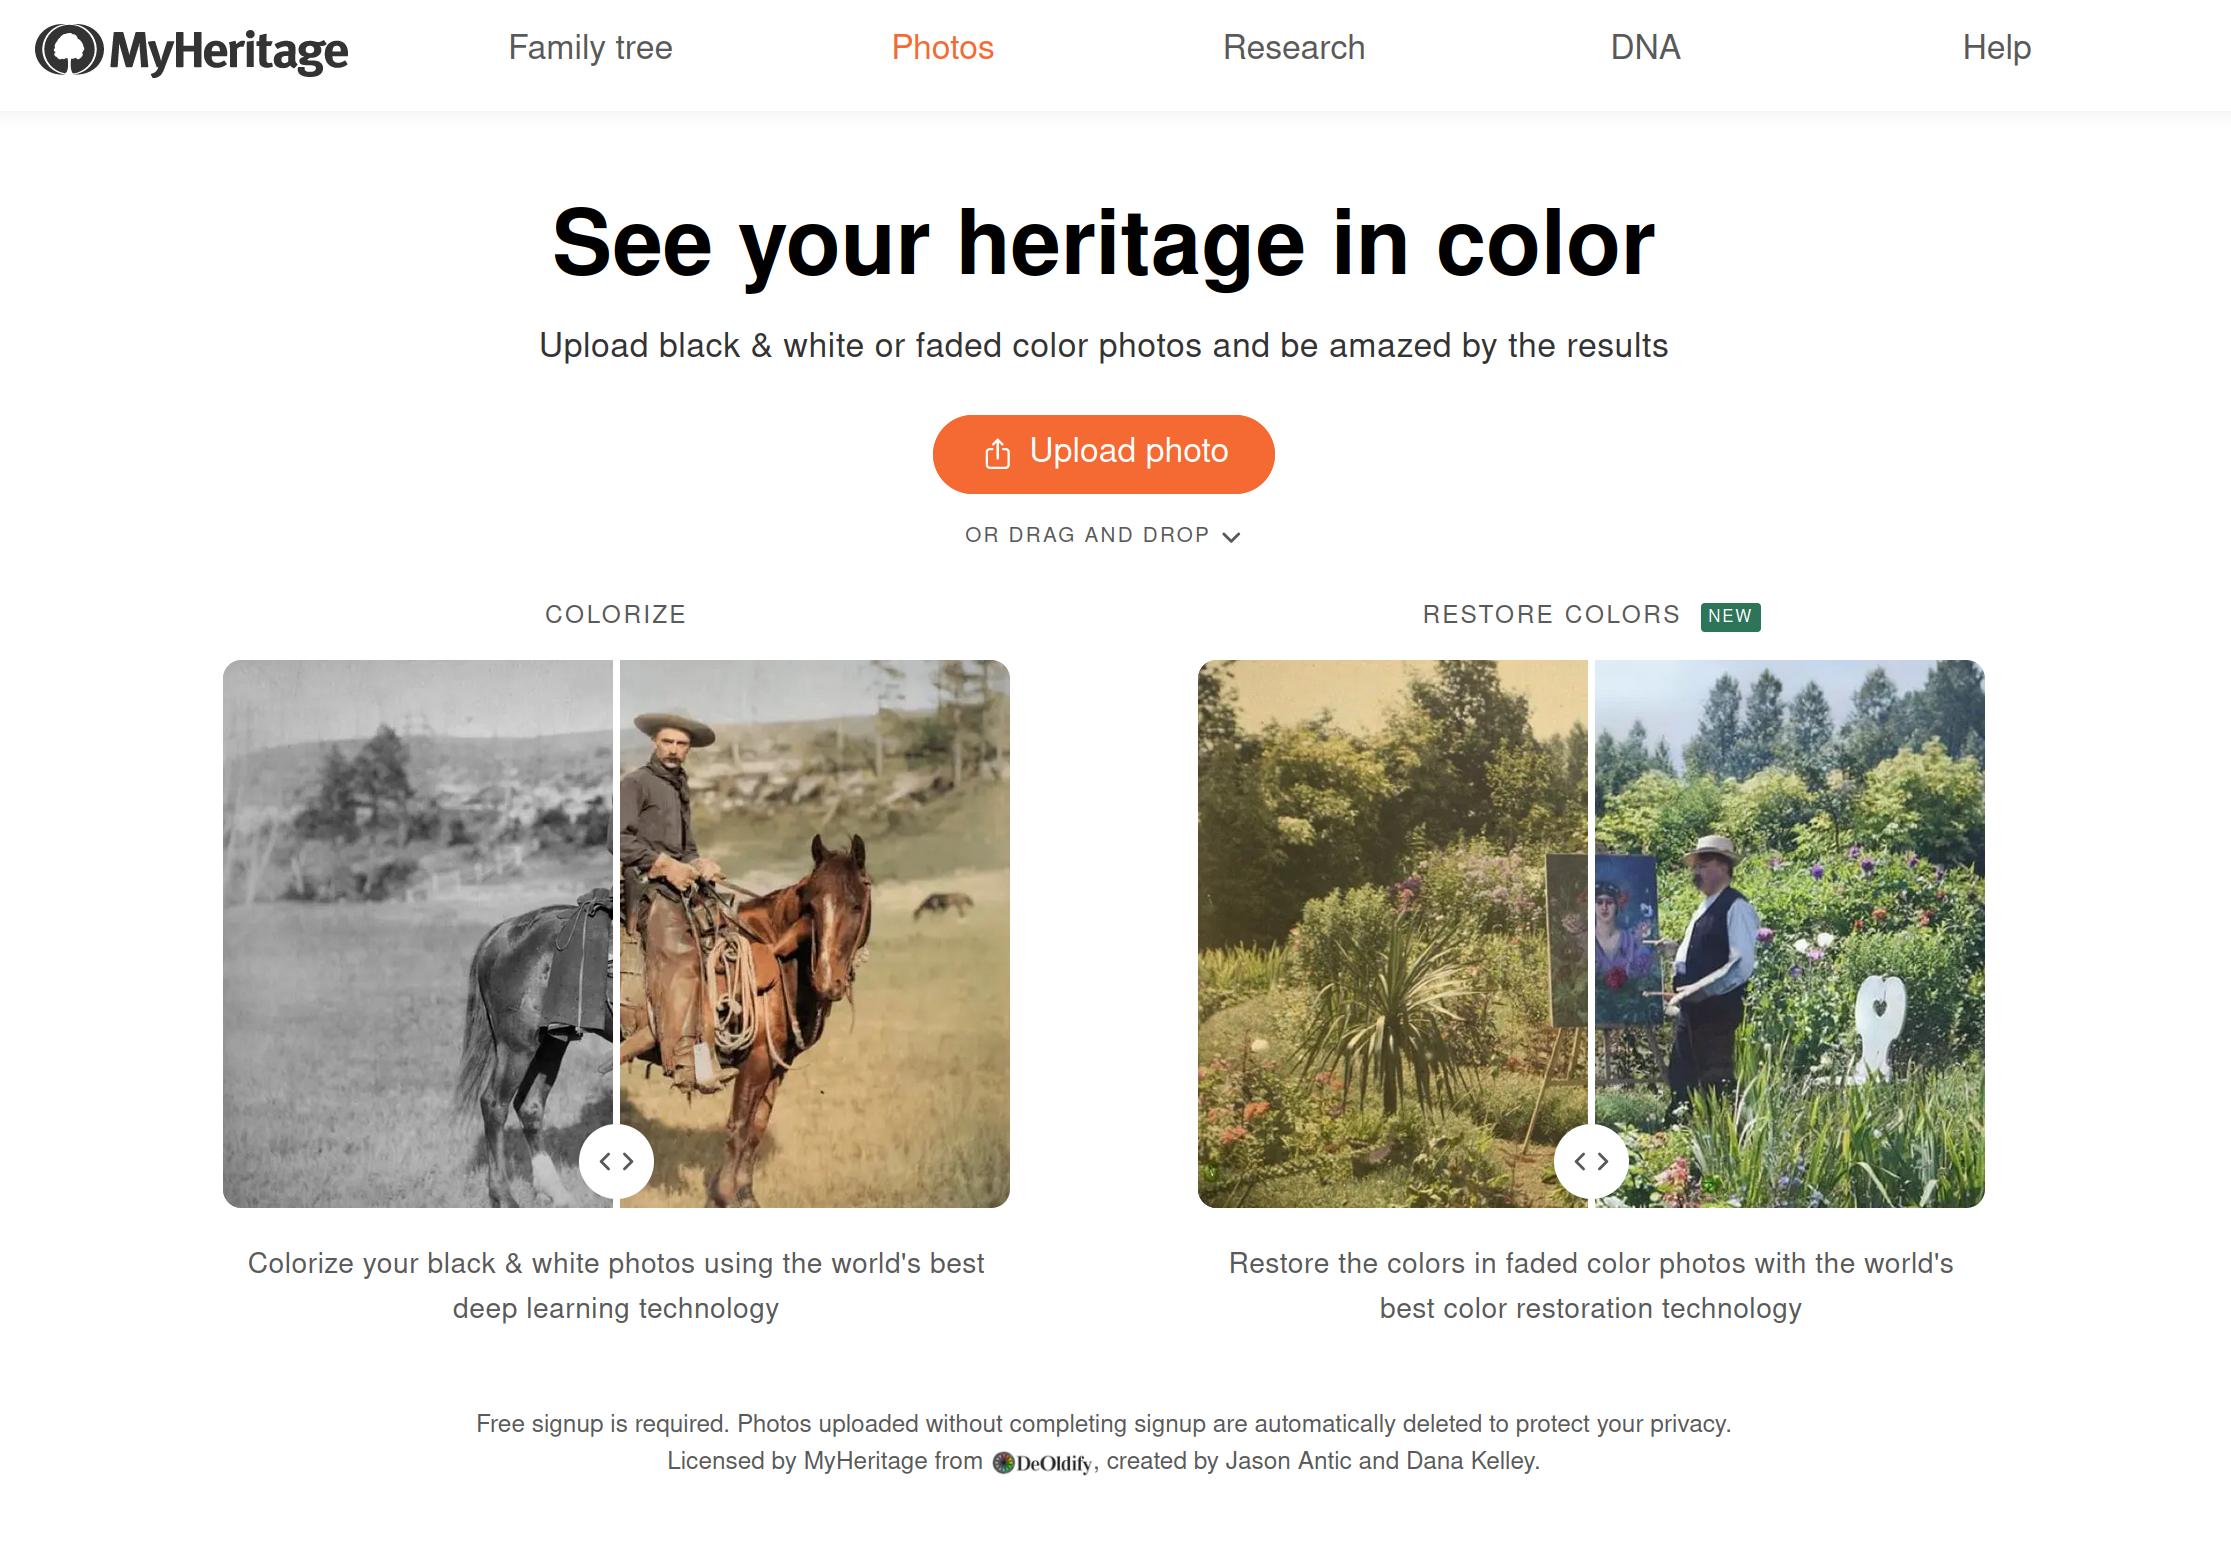 MyHeritage
Family tree
Photos
Research
DNA
Help
See your heritage in color
Upload black & white or faded color photos and be amazed by the results
Upload photo
OR DRAG AND DROP
COLORIZE
RESTORE COLORS NEW
Colorize your black & white photos using the world's best
deep learning technology
Restore the colors in faded color photos with the world's
best color restoration technology
Free signup is required. Photos uploaded without completing signup are automatically deleted to protect your privacy.
Licensed by MyHeritage from DeOldify, created by Jason Antic and Dana Kelley.